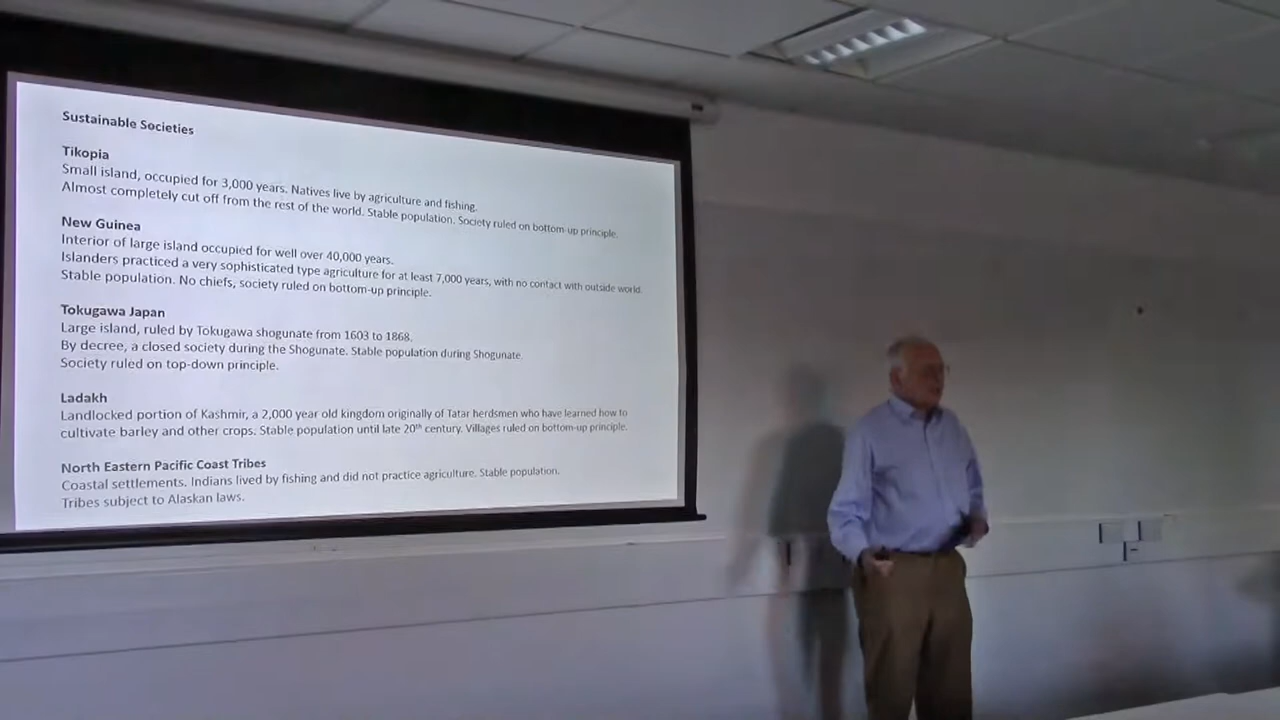 Sustainable Societies
Tikopia
Small island, occupied for 3,000 years. Natives live by agriculture and fishing.
Almost completely cut off from the rest of the world. Stable population. Society ruled on bottom-up principle.
New Guinea
Interior of large island occupied for well over 40,000 years.
Islanders practiced a very sophisticated type agriculture for at least 7,000 years, with no contact with outside world.
Stable population. No chiefs, society ruled on bottom-up principle.
Tokugawa Japan
Large island, ruled by Tokugawa shogunate from 1603 to 1868.
By decree, a closed society during the Shogunate. Stable population during Shogunate.
Society ruled on top-down principle.
Ladakh
Landlocked portion of Kashmir, a 2,000 year old kingdom originally of Tatar herdsmen who have learned how to
cultivate barley and other crops. Stable population until late 20th century. Villages ruled on bottom-up principle.
North Eastern Pacific Coast Tribes
Coastal settlements. Indians lived by fishing and did not practice agriculture. Stable population.
Tribes subject to Alaskan laws.